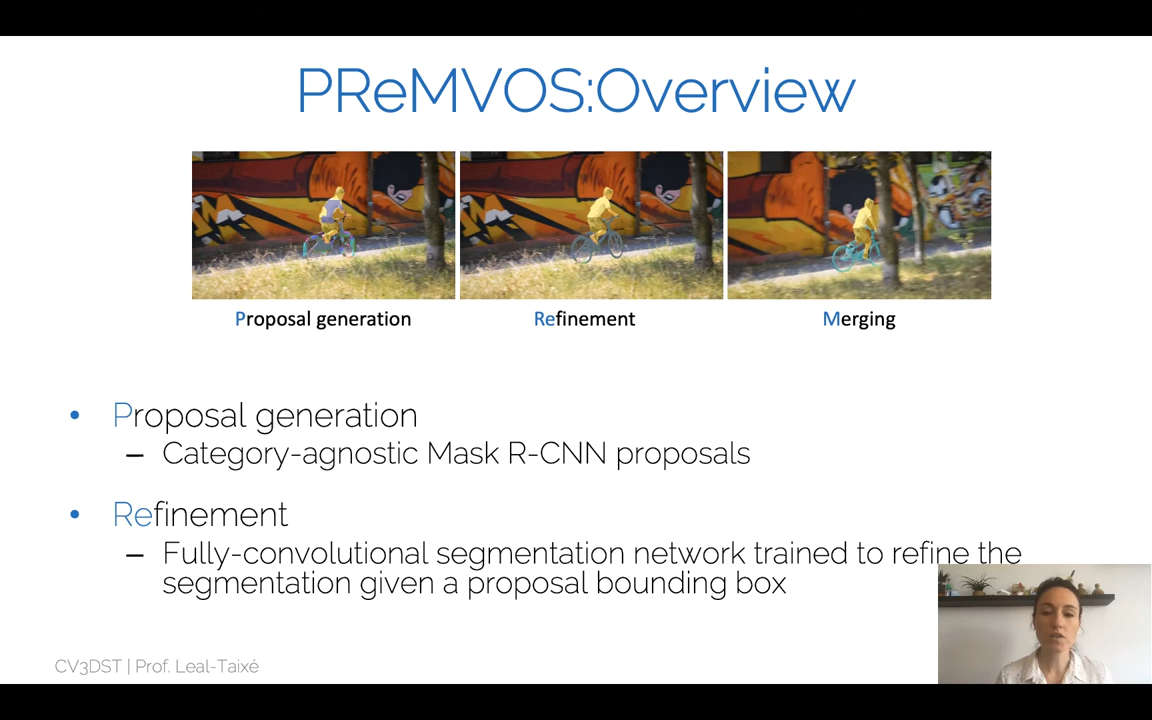 PReMVOS:Overview
Proposal generation
Refinement
Merging
• Proposal generation
– Category-agnostic Mask R-CNN proposals
• Refinement
– Fully-convolutional segmentation network trained to refine the
segmentation given a proposal bounding box
CV3DST | Prof. Leal-Taixé